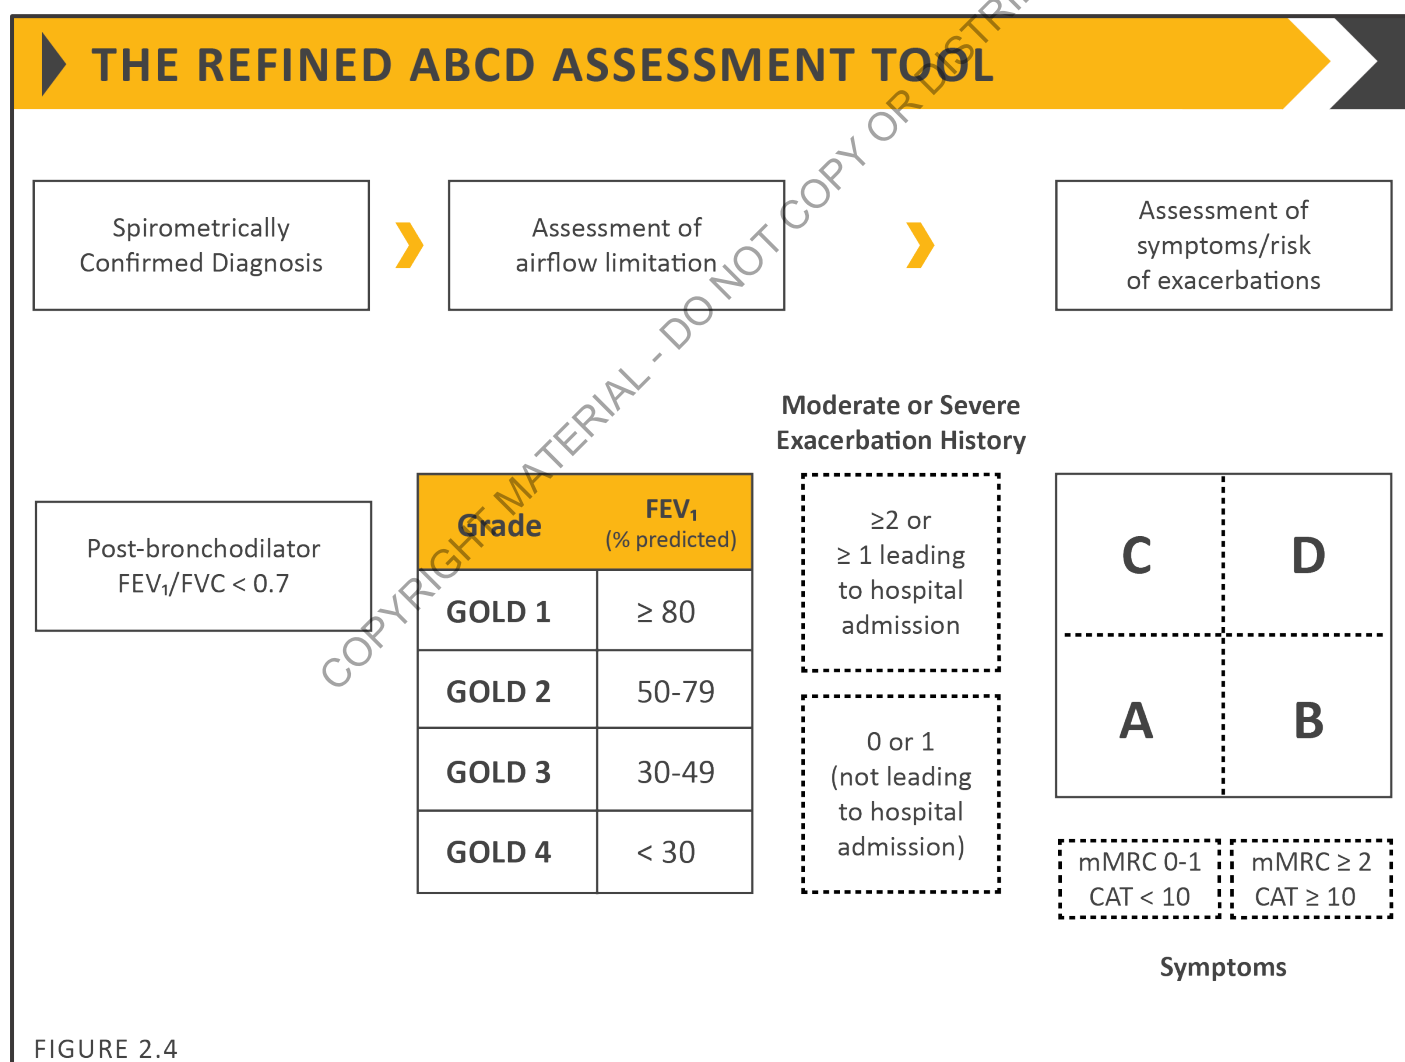 THE REFINED ABCD ASSESSMENT TOOL
Spirometrically
Confirmed Diagnosis
Assessment of
airflow limitation
Assessment of
symptoms/risk
of exacerbations
Post-bronchodilator
FEV₁/FVC < 0.7
Grade
FEV₁
(% predicted)
GOLD 1
≥ 80
GOLD 2
50-79
GOLD 3
30-49
GOLD 4
< 30
Moderate or Severe
Exacerbation History
≥2 or
≥ 1 leading
to hospital
admission
0 or 1
(not leading
to hospital
admission)
C
D
A
B
mMRC 0-1
CAT < 10
mMRC ≥ 2
CAT ≥ 10
Symptoms
FIGURE 2.4
COPYRIGHT MATERIAL - DO NOT COPY OR